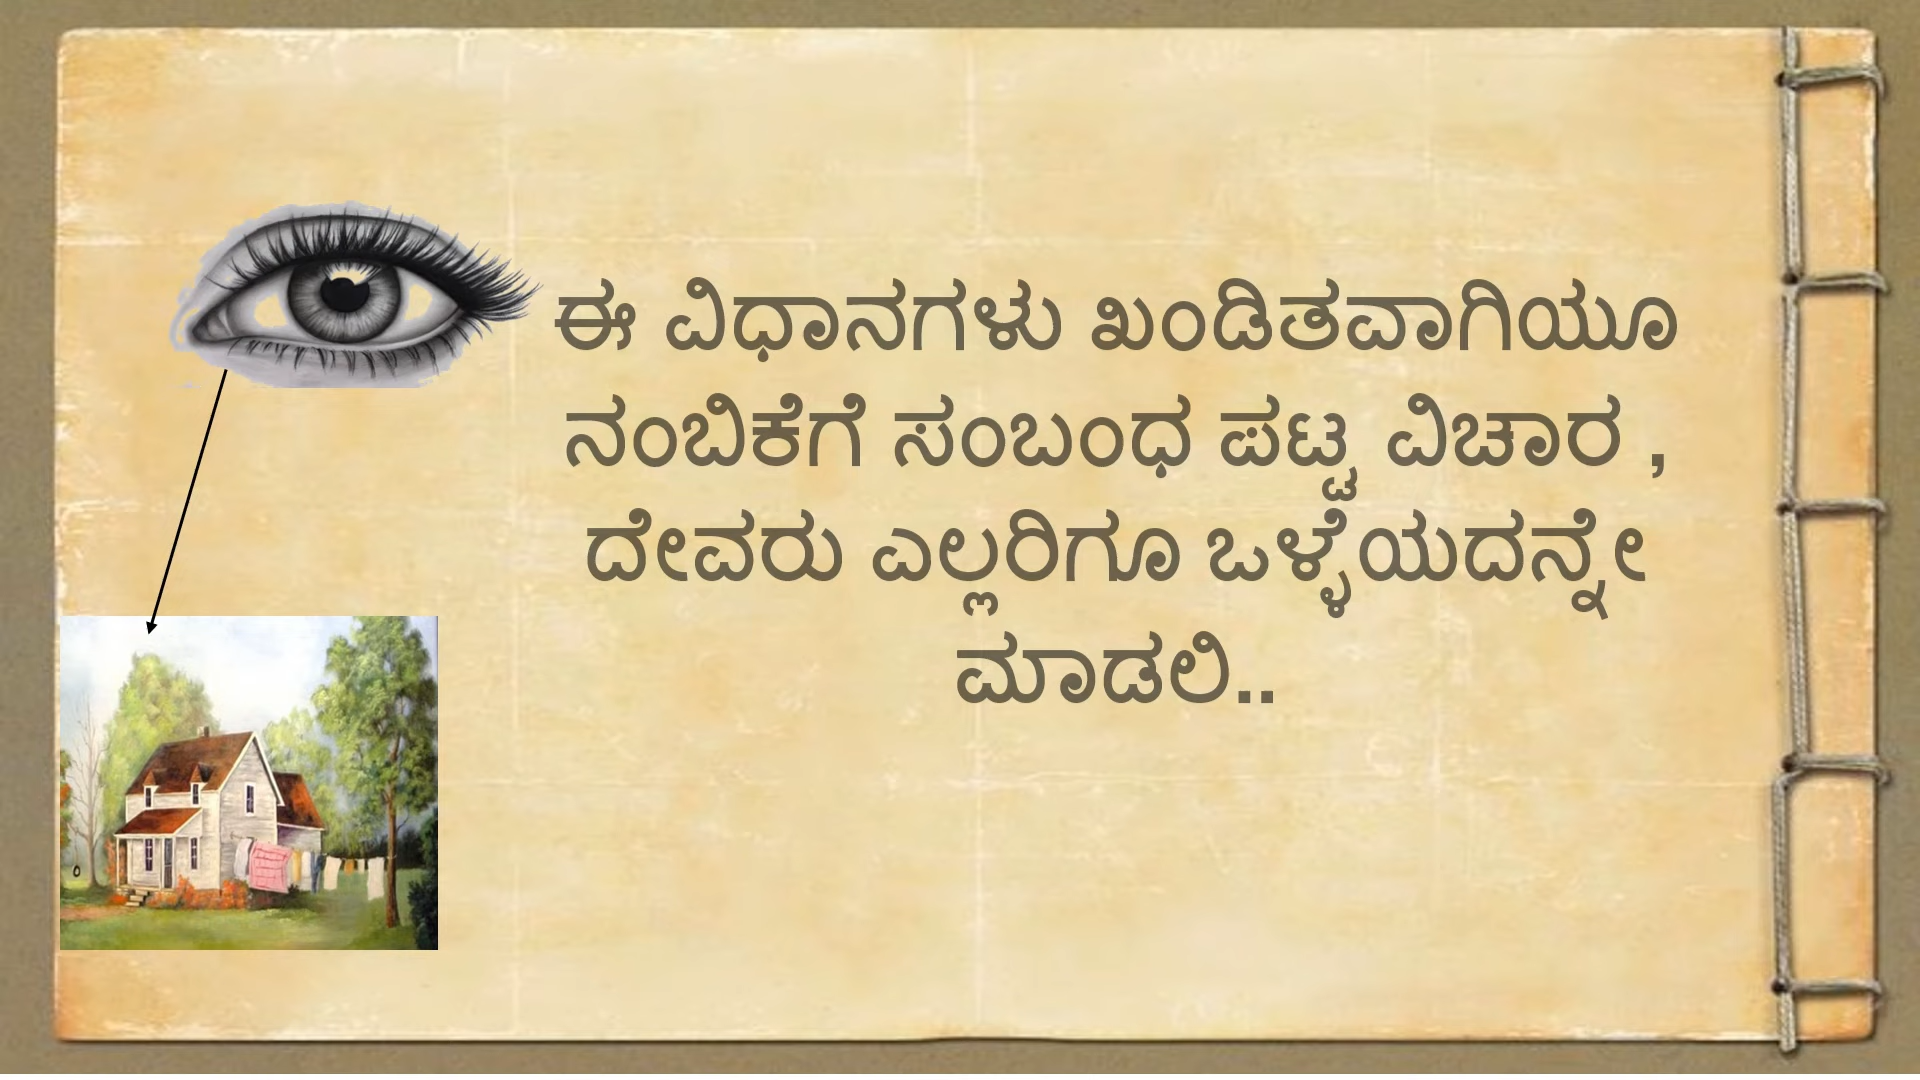 ಈ ವಿಧಾನಗಳು ಖಂಡಿತವಾಗಿಯೂ
ನಂಬಿಕೆಗೆ ಸಂಬಂಧ ಪಟ್ಟ ವಿಚಾರ ,
ದೇವರು ಎಲ್ಲರಿಗೂ ಒಳ್ಳೆಯದನ್ನೇ
ಮಾಡಲಿ..